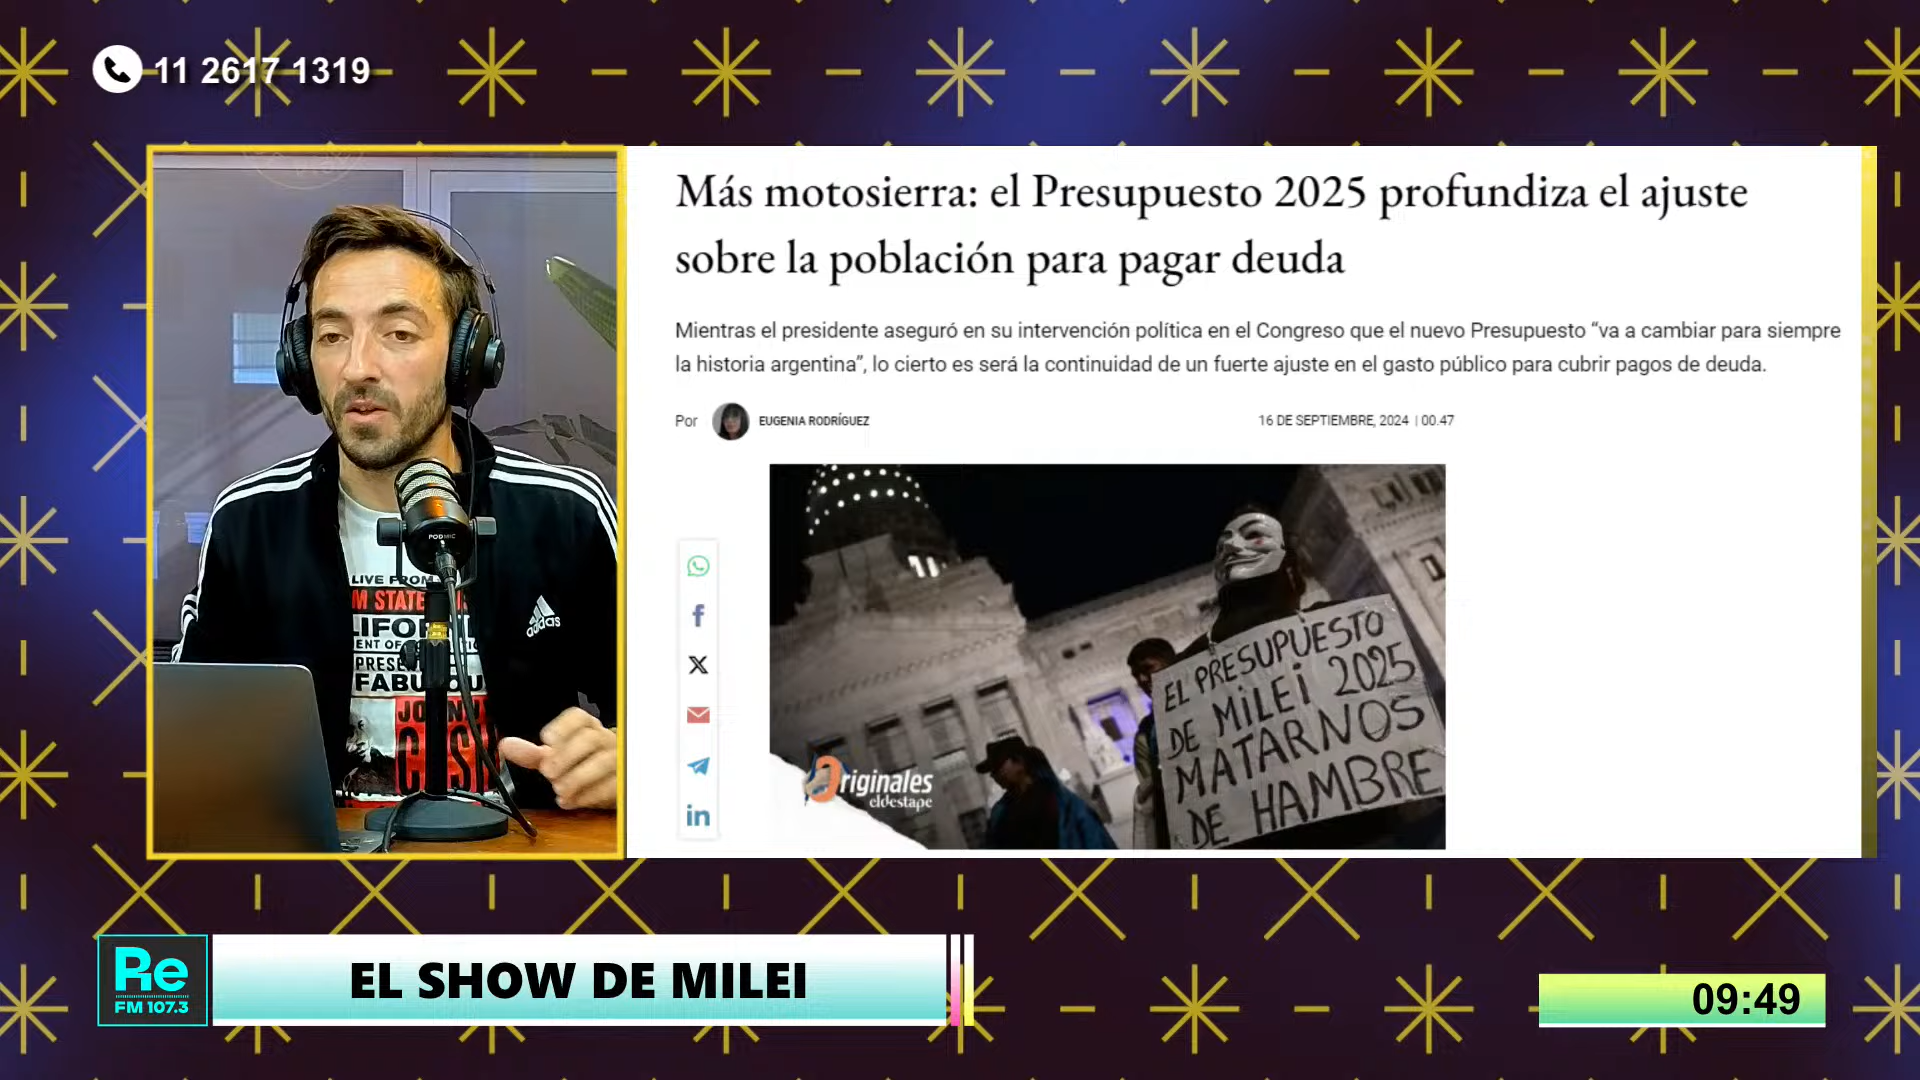 11 2617 1319
Más motosierra: el Presupuesto 2025 profundiza el ajuste
sobre la población para pagar deuda
Mientras el presidente aseguró en su intervención política en el Congreso que el nuevo Presupuesto “va a cambiar para siempre
la historia argentina”, lo cierto es será la continuidad de un fuerte ajuste en el gasto público para cubrir pagos de deuda.
Por EUGENIA RODRÍGUEZ 16 DE SEPTIEMBRE, 2024 | 00.47
EL PRESUPUESTO
DE MILEI 2025
MATARNOS
DE HAMBRE
Originales
eldestape
PODMIC
LIVE FROM
adidas
EL SHOW DE MILEI
Re
FM 107.3
09:49